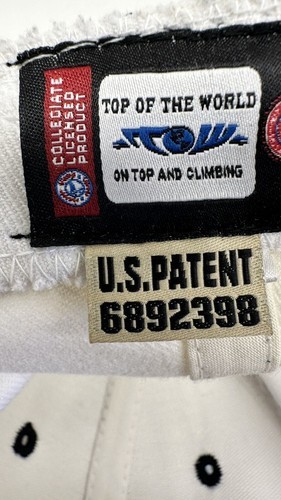 COLLEGIATE
LICENSED
PRODUCT
TOP OF THE WORLD
TOW
ON TOP AND CLIMBING
U.S.PATENT
6892398